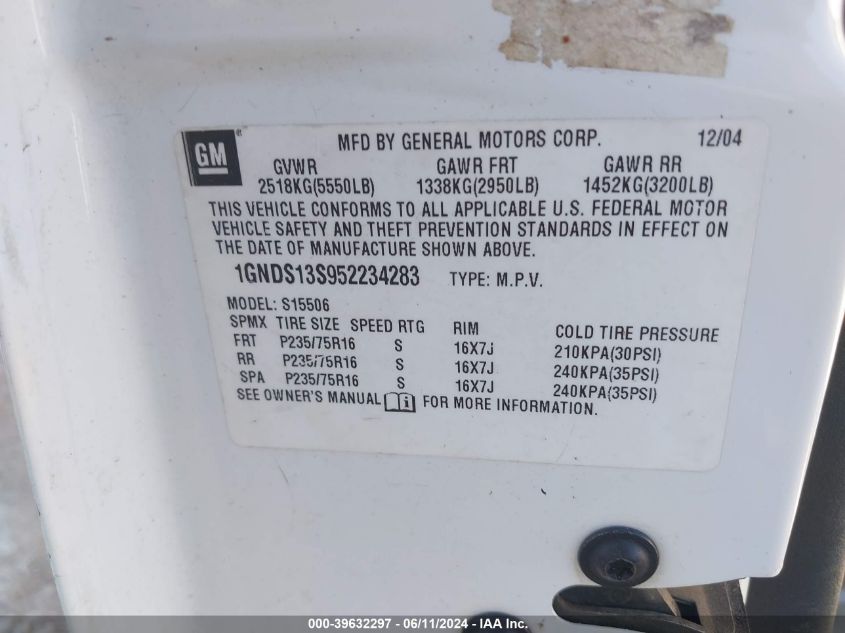 GM
MFD BY GENERAL MOTORS CORP. 12/04
GVWR GAWR FRT GAWR RR
2518KG(5550LB) 1338KG(2950LB) 1452KG(3200LB)
THIS VEHICLE CONFORMS TO ALL APPLICABLE U.S. FEDERAL MOTOR
VEHICLE SAFETY AND THEFT PREVENTION STANDARDS IN EFFECT ON
THE DATE OF MANUFACTURE SHOWN ABOVE.
1GNDS13S952234283 TYPE: M.P.V.
MODEL: S15506
SPMX TIRE SIZE SPEED RTG RIM COLD TIRE PRESSURE
FRT P235/75R16 S 16X7J 210KPA(30PSI)
RR P235/75R16 S 16X7J 240KPA(35PSI)
SPA P235/75R16 S 16X7J 240KPA(35PSI)
SEE OWNER'S MANUAL FOR MORE INFORMATION.
000-39632297 - 06/11/2024 - IAA Inc.